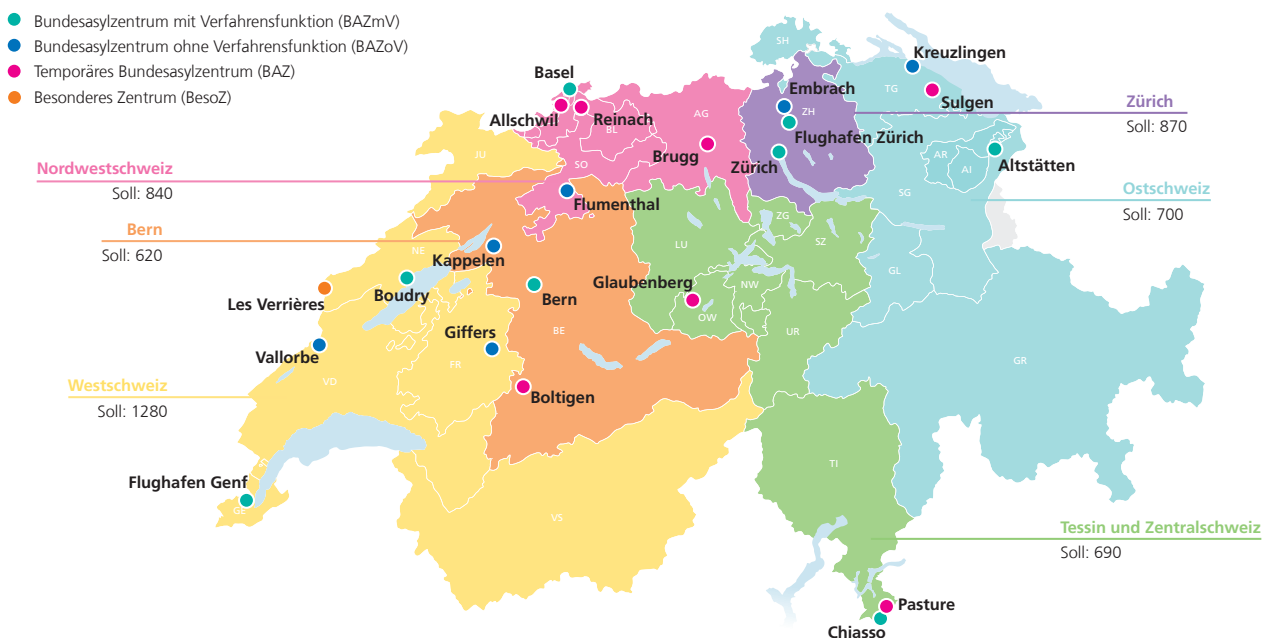 Bundesasylzentrum mit Verfahrensfunktion (BAZmV)
Bundesasylzentrum ohne Verfahrensfunktion (BAZoV)
Temporäres Bundesasylzentrum (BAZ)
Besonderes Zentrum (BesoZ)
SH
Kreuzlingen
Basel
Embrach
TG
Sulgen
Zürich
Soll: 870
Allschwil
Reinach
AG
ZH
Flughafen Zürich
BL
Brugg
Zürich
AR
AI
Altstätten
JU
SO
Nordwestschweiz
Soll: 840
Flumenthal
SG
Ostschweiz
Soll: 700
Bern
Soll: 620
ZG
NE
Kappelen
LU
SZ
GL
Les Verrières
Boudry
Bern
Glaubenberg
NW
OW
Giffers
BE
UR
Vallorbe
FR
GR
VD
Westschweiz
Soll: 1280
Boltigen
TI
Flughafen Genf
GE
VS
Tessin und Zentralschweiz
Soll: 690
Pasture
Chiasso